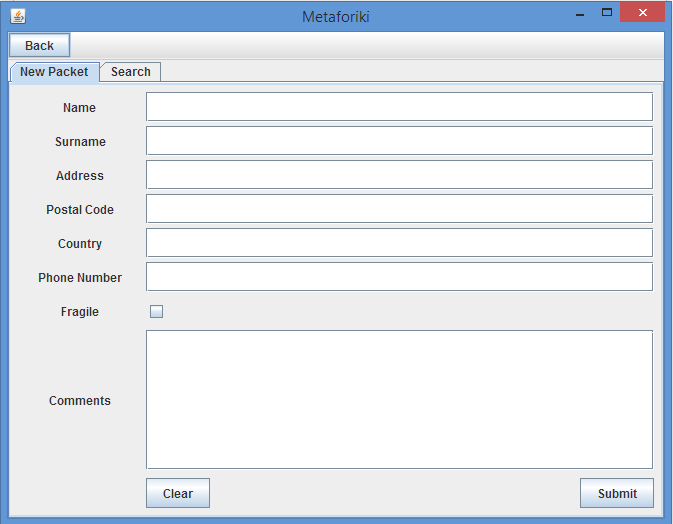 Metaforiki
Back
New Packet Search
Name
Surname
Address
Postal Code
Country
Phone Number
Fragile
Comments
Clear Submit